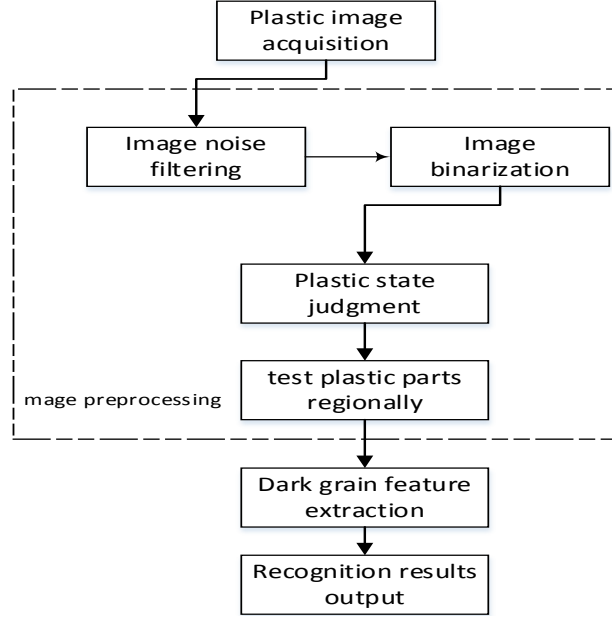 Plastic image
acquisition
Image noise
filtering
Image
binarization
Plastic state
judgment
test plastic parts
regionally
mage preprocessing
Dark grain feature
extraction
Recognition results
output